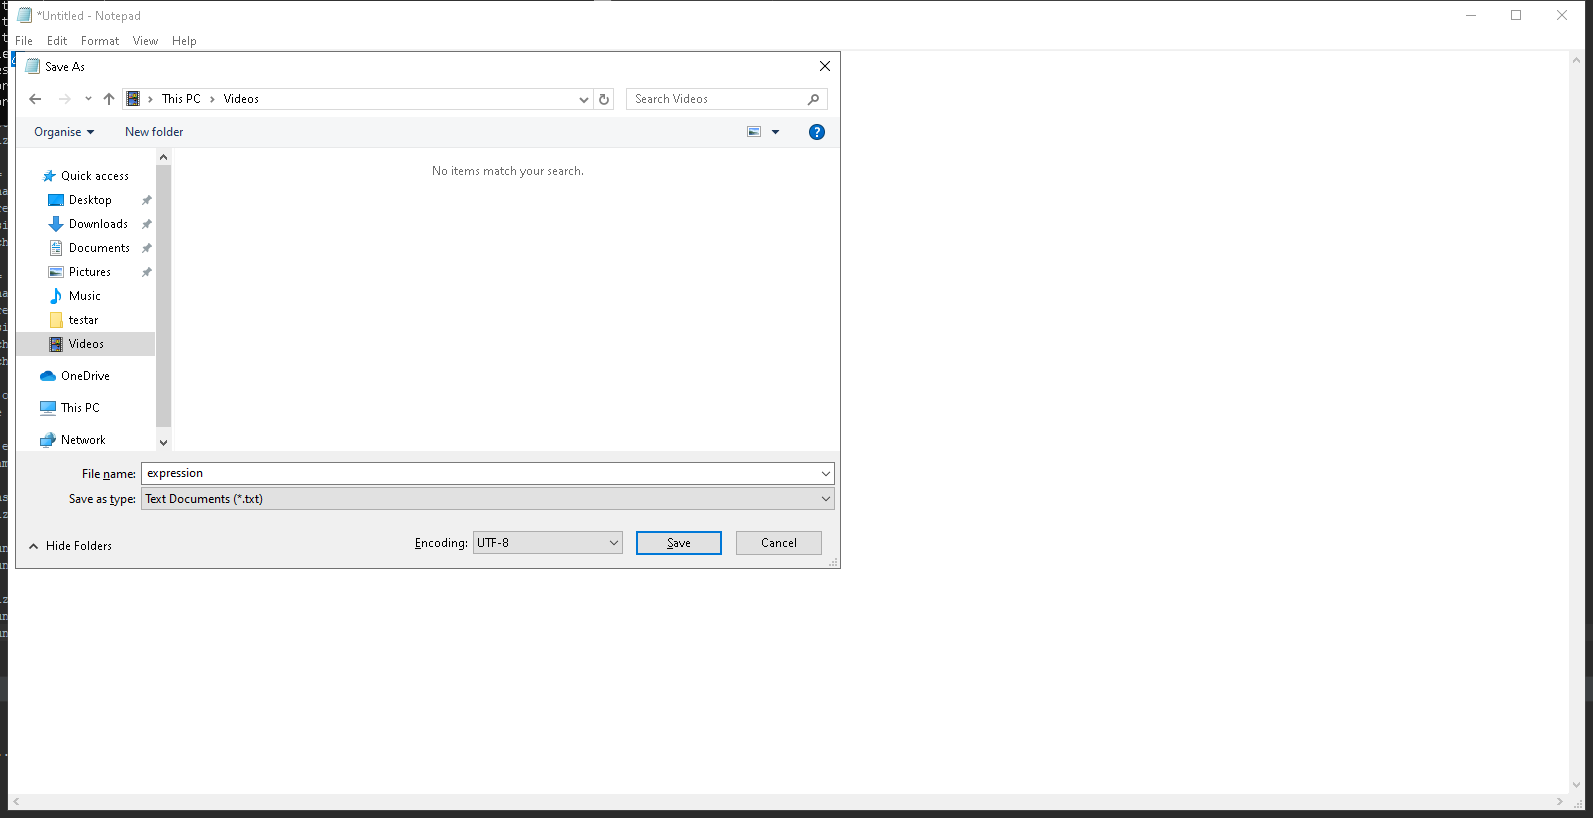 *Untitled - Notepad
File Edit Format View Help
Save As
This PC > Videos
Search Videos
Organise
New folder
No items match your search.
Quick access
Desktop
Downloads
Documents
Pictures
Music
testar
Videos
OneDrive
This PC
Network
File name: expression
Save as type: Text Documents (*.txt)
Hide Folders
Encoding: UTF-8
Save
Cancel